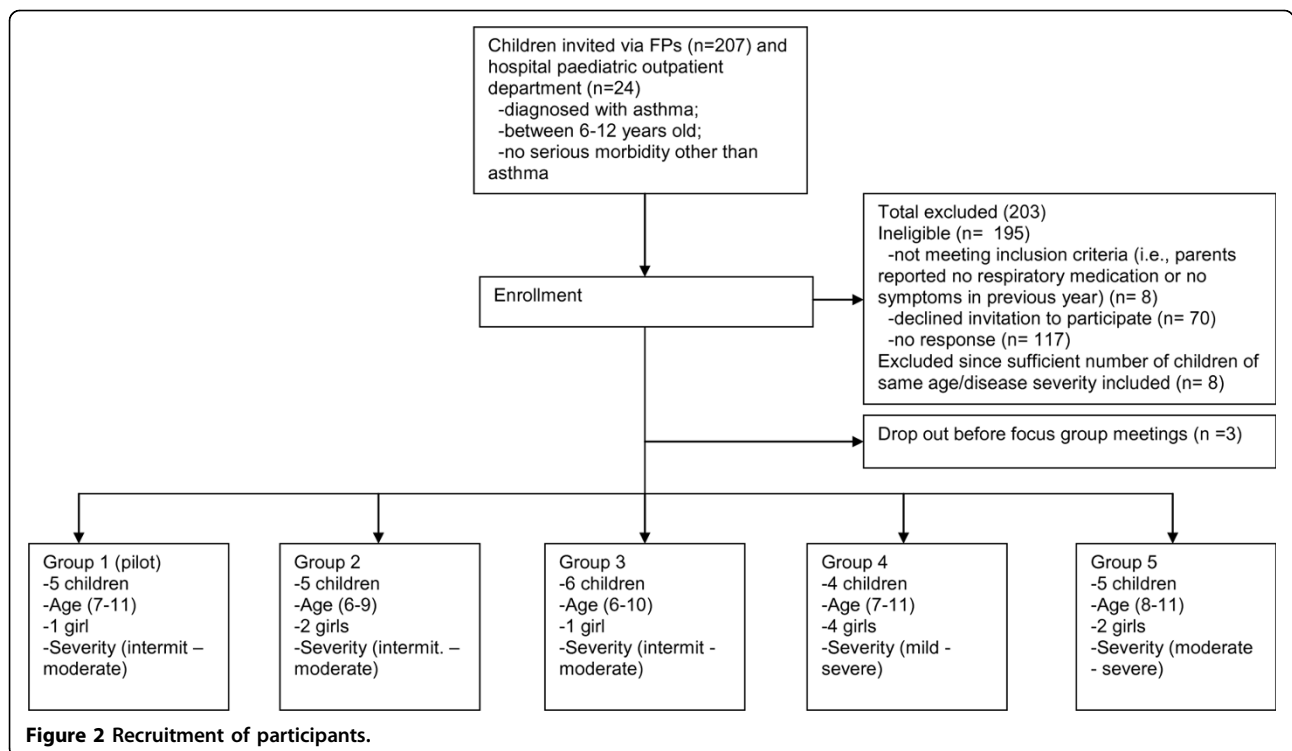 Children invited via FPs (n=207) and
hospital paediatric outpatient
department (n=24)
-diagnosed with asthma;
-between 6-12 years old;
-no serious morbidity other than
asthma
Total excluded (203)
Ineligible (n= 195)
-not meeting inclusion criteria (i.e., parents
reported no respiratory medication or no
symptoms in previous year) (n= 8)
-declined invitation to participate (n= 70)
-no response (n= 117)
Excluded since sufficient number of children of
same age/disease severity included (n= 8)
Enrollment
Drop out before focus group meetings (n =3)
Group 1 (pilot)
-5 children
-Age (7-11)
-1 girl
-Severity (intermit –
moderate)
Group 2
-5 children
-Age (6-9)
-2 girls
-Severity (intermit. –
moderate)
Group 3
-6 children
-Age (6-10)
-1 girl
-Severity (intermit -
moderate)
Group 4
-4 children
-Age (7-11)
-4 girls
-Severity (mild -
severe)
Group 5
-5 children
-Age (8-11)
-2 girls
-Severity (moderate
- severe)
Figure 2 Recruitment of participants.